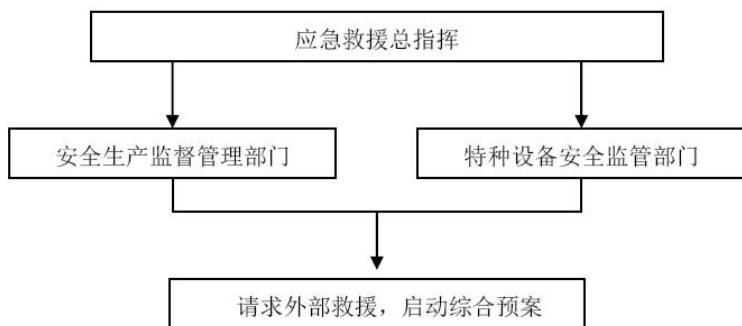 应急救援总指挥
安全生产监督管理部门
特种设备安全监管部门
请求外部救援，启动综合预案